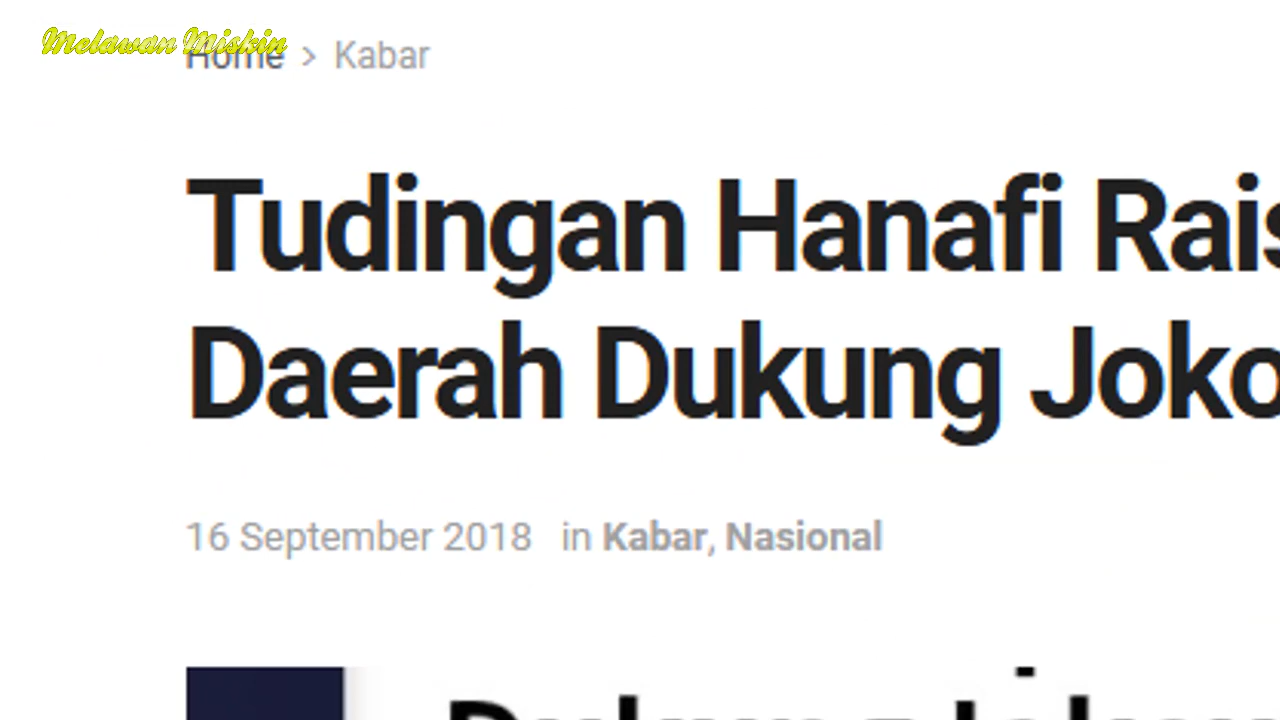 Melawan Miskin
Home > Kabar
Tudingan Hanafi Rais
Daerah Dukung Joko
16 September 2018 in Kabar, Nasional